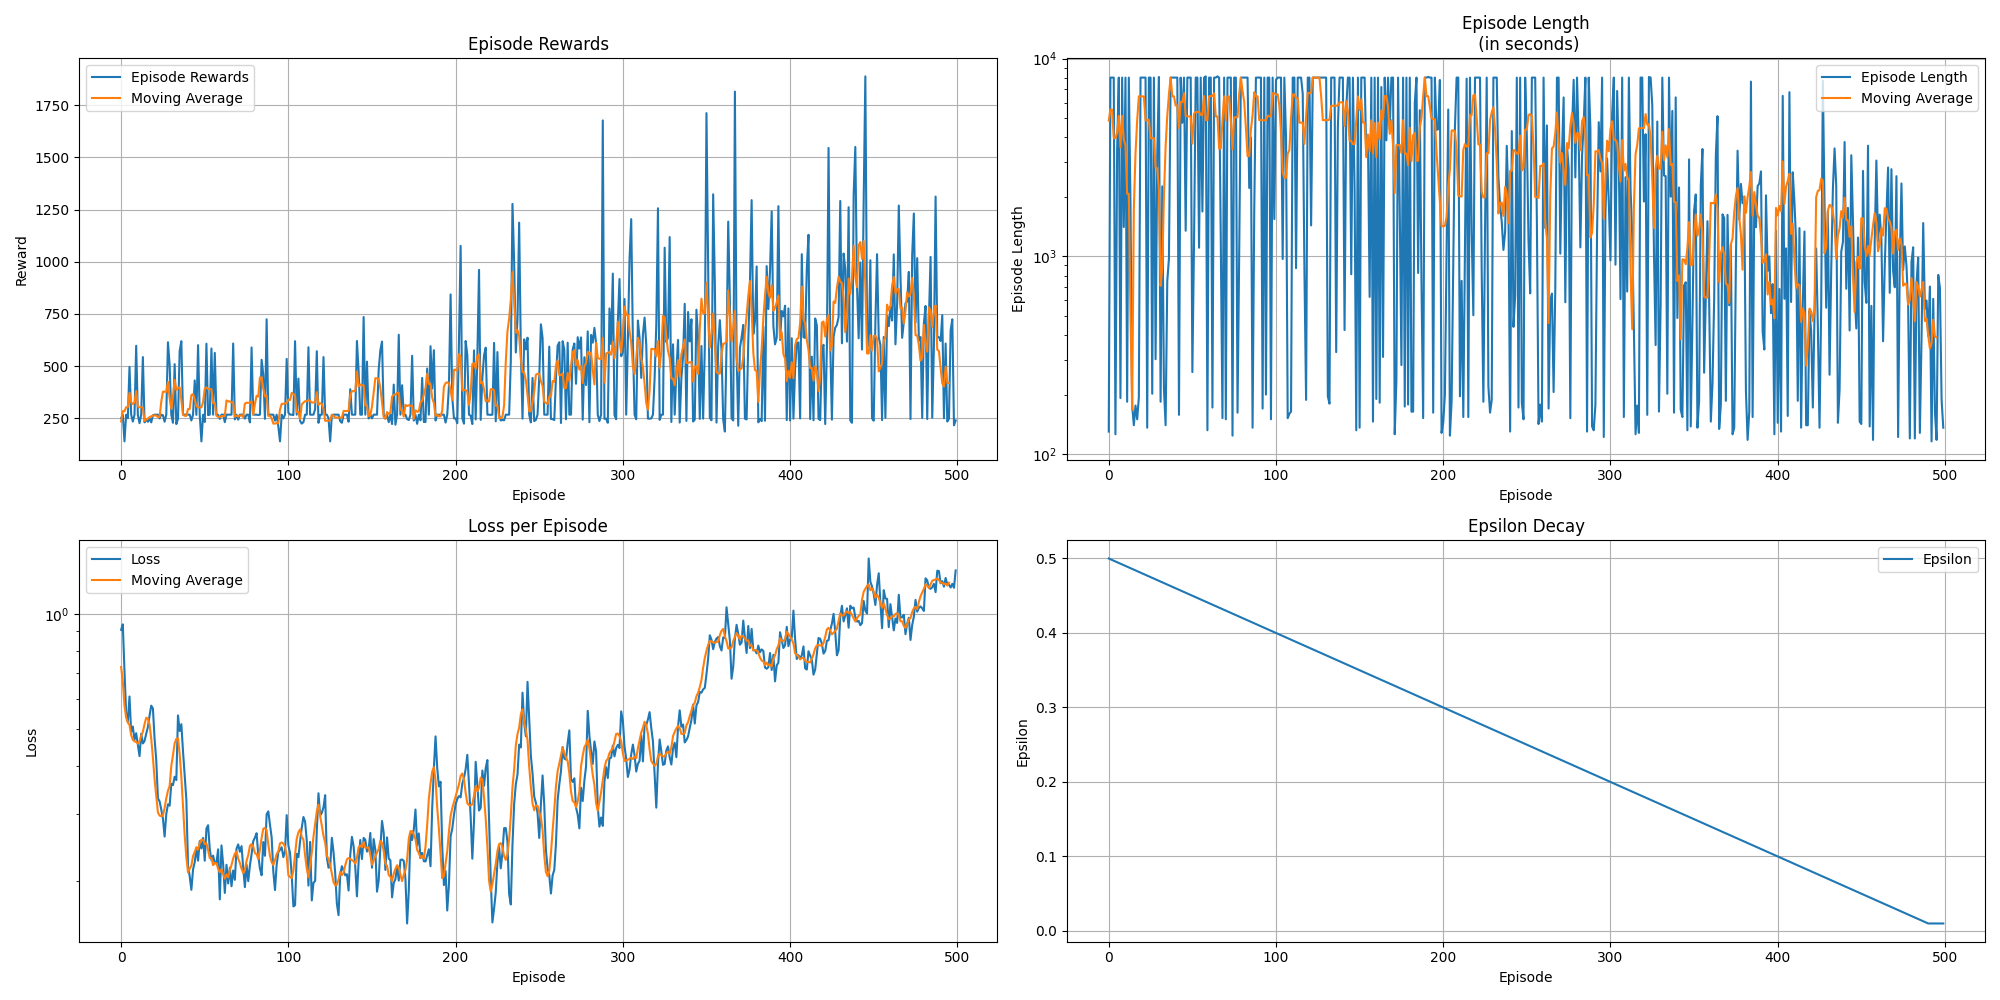 Episode Rewards
Episode Rewards
Moving Average
Reward
1750
1500
1250
1000
750
500
250
0
100
200
300
400
500
Episode
Episode Length
(in seconds)
Episode Length
Moving Average
Episode Length
10^4
10^3
10^2
0
100
200
300
400
500
Episode
Loss per Episode
Loss
Moving Average
Loss
10^0
0
100
200
300
400
500
Episode
Epsilon Decay
Epsilon
Epsilon
0.5
0.4
0.3
0.2
0.1
0.0
0
100
200
300
400
500
Episode